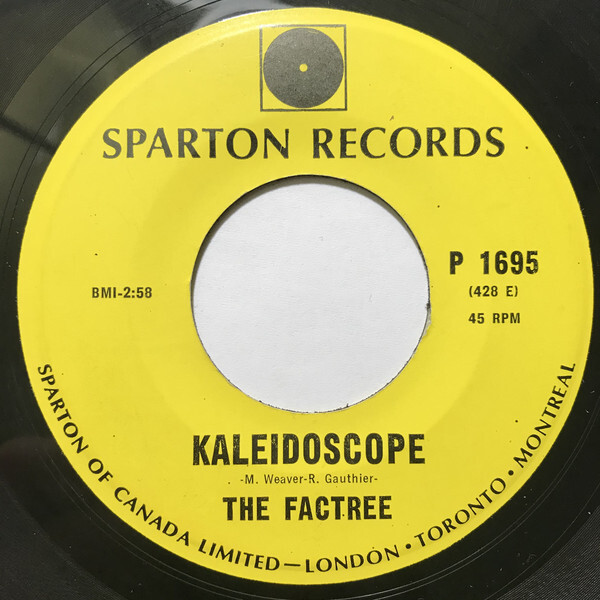 SPARTON RECORDS
BMI-2:58
P 1695
(428 E)
45 RPM
KALEIDOSCOPE
-M. Weaver-R. Gauthier-
THE FACTREE
SPARTON OF CANADA LIMITED—LONDON • TORONTO • MONTREAL